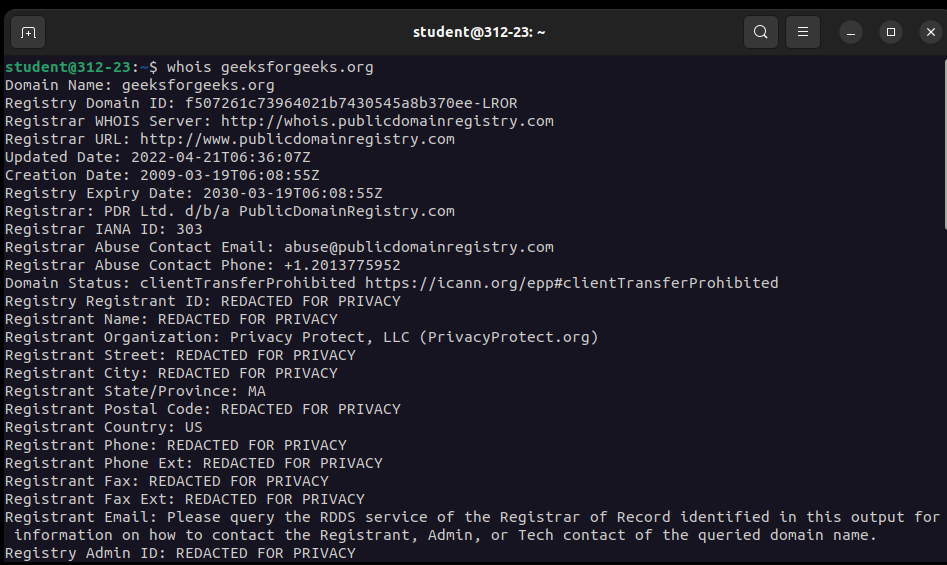 student@312-23: ~
student@312-23:~$ whois geeksforgeeks.org
Domain Name: geeksforgeeks.org
Registry Domain ID: f507261c73964021b7430545a8b370ee-LROR
Registrar WHOIS Server: http://whois.publicdomainregistry.com
Registrar URL: http://www.publicdomainregistry.com
Updated Date: 2022-04-21T06:36:07Z
Creation Date: 2009-03-19T06:08:55Z
Registry Expiry Date: 2030-03-19T06:08:55Z
Registrar: PDR Ltd. d/b/a PublicDomainRegistry.com
Registrar IANA ID: 303
Registrar Abuse Contact Email: abuse@publicdomainregistry.com
Registrar Abuse Contact Phone: +1.2013775952
Domain Status: clientTransferProhibited https://icann.org/epp#clientTransferProhibited
Registry Registrant ID: REDACTED FOR PRIVACY
Registrant Name: REDACTED FOR PRIVACY
Registrant Organization: Privacy Protect, LLC (PrivacyProtect.org)
Registrant Street: REDACTED FOR PRIVACY
Registrant City: REDACTED FOR PRIVACY
Registrant State/Province: MA
Registrant Postal Code: REDACTED FOR PRIVACY
Registrant Country: US
Registrant Phone: REDACTED FOR PRIVACY
Registrant Phone Ext: REDACTED FOR PRIVACY
Registrant Fax: REDACTED FOR PRIVACY
Registrant Fax Ext: REDACTED FOR PRIVACY
Registrant Email: Please query the RDDS service of the Registrar of Record identified in this output for
 information on how to contact the Registrant, Admin, or Tech contact of the queried domain name.
Registry Admin ID: REDACTED FOR PRIVACY